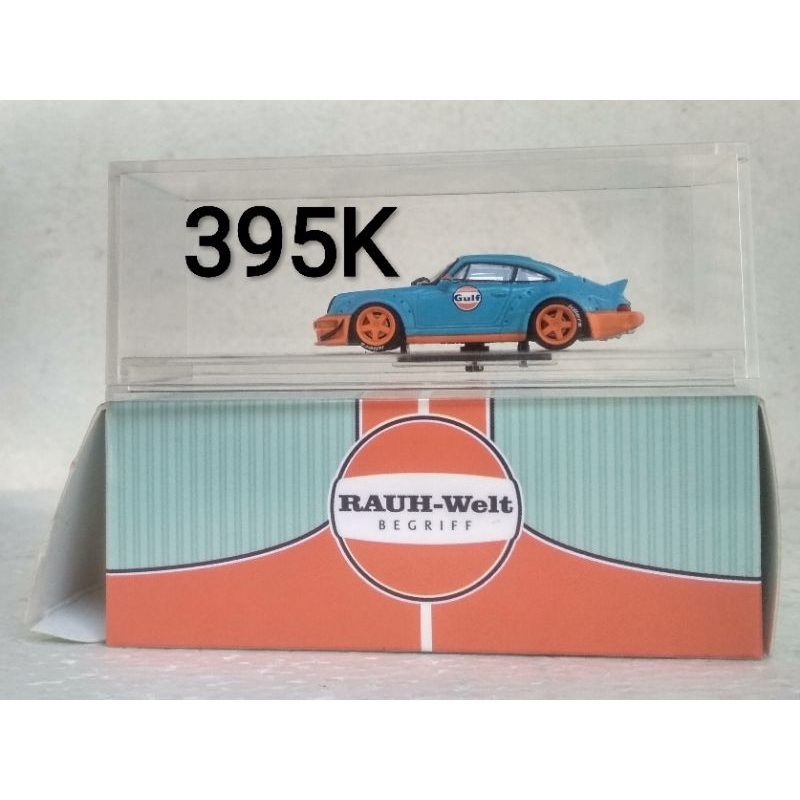 395K
Gulf
RAUH-Welt
BEGRIFF